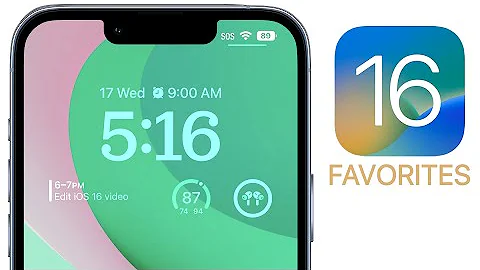 SOS 89
17 Wed 9:00 AM
5:16
6–7PM
Edit iOS 16 video
87
74 94
16
FAVORITES